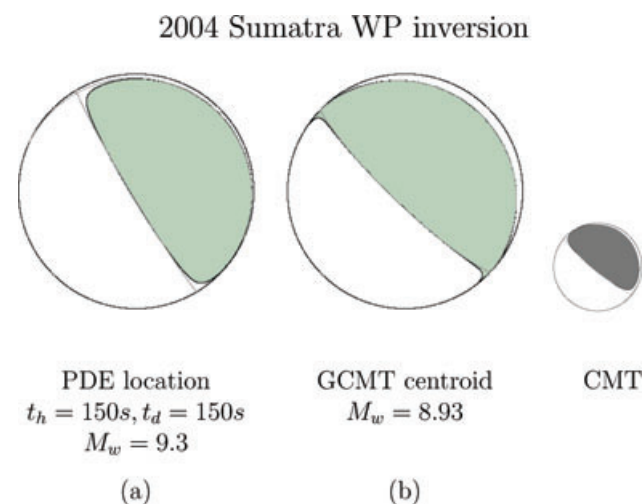 2004 Sumatra WP inversion
PDE location
t_h = 150s, t_d = 150s
M_w = 9.3
(a)
GCMT centroid
M_w = 8.93
(b)
CMT